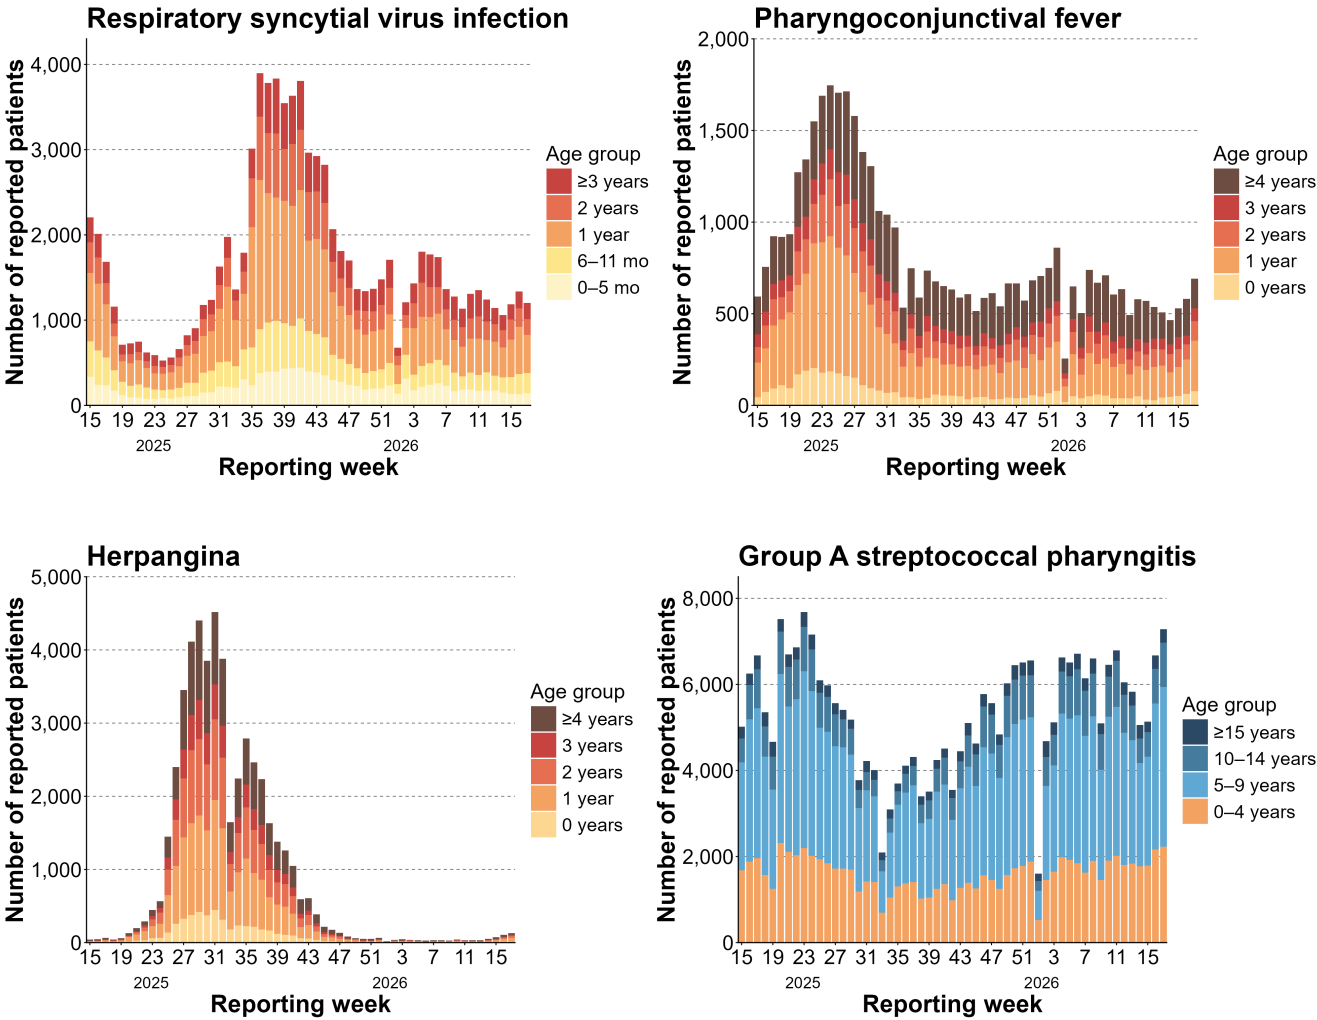 Respiratory syncytial virus infection
Number of reported patients
4,000
3,000
2,000
1,000
0
15 19 23 27 31 35 39 43 47 51 3 7 11 15
2025 2026
Reporting week
Age group
≥3 years
2 years
1 year
6–11 mo
0–5 mo
Pharyngoconjunctival fever
Number of reported patients
2,000
1,500
1,000
500
0
15 19 23 27 31 35 39 43 47 51 3 7 11 15
2025 2026
Reporting week
Age group
≥4 years
3 years
2 years
1 year
0 years
Herpangina
Number of reported patients
5,000
4,000
3,000
2,000
1,000
0
15 19 23 27 31 35 39 43 47 51 3 7 11 15
2025 2026
Reporting week
Age group
≥4 years
3 years
2 years
1 year
0 years
Group A streptococcal pharyngitis
Number of reported patients
8,000
6,000
4,000
2,000
0
15 19 23 27 31 35 39 43 47 51 3 7 11 15
2025 2026
Reporting week
Age group
≥15 years
10–14 years
5–9 years
0–4 years